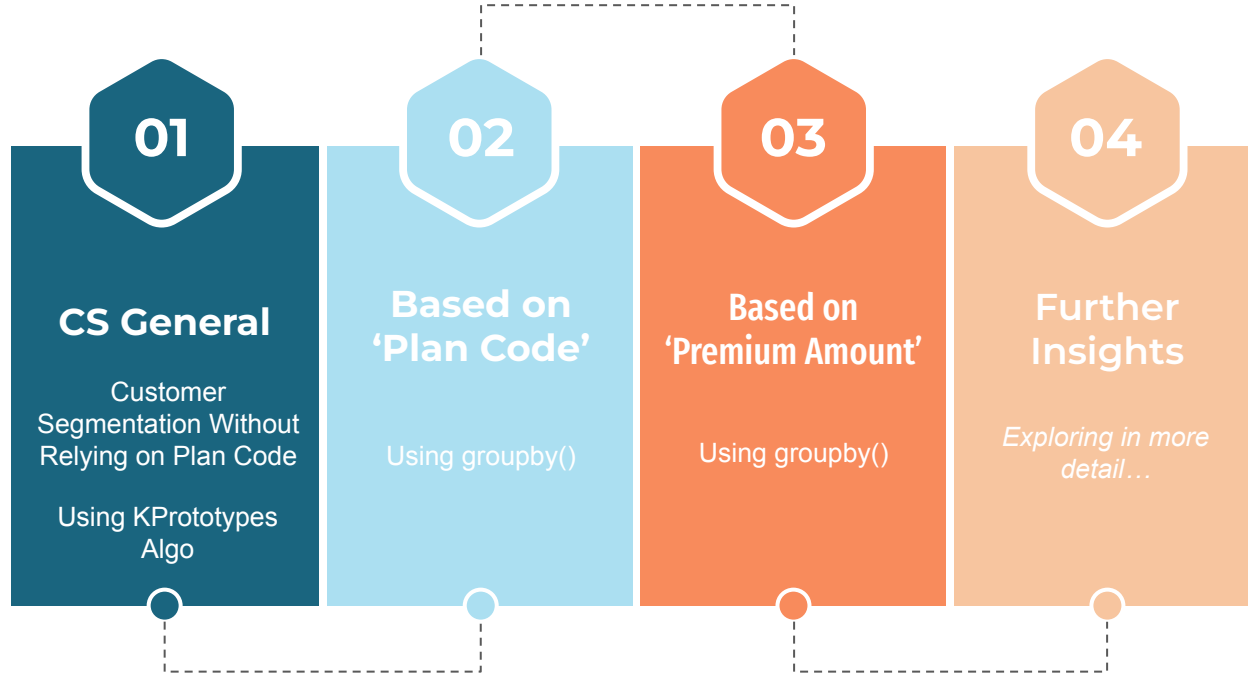 01
CS General
Customer
Segmentation Without
Relying on Plan Code
Using KPrototypes
Algo
02
Based on
‘Plan Code’
Using groupby()
03
Based on
‘Premium Amount’
Using groupby()
04
Further
Insights
Exploring in more
detail…